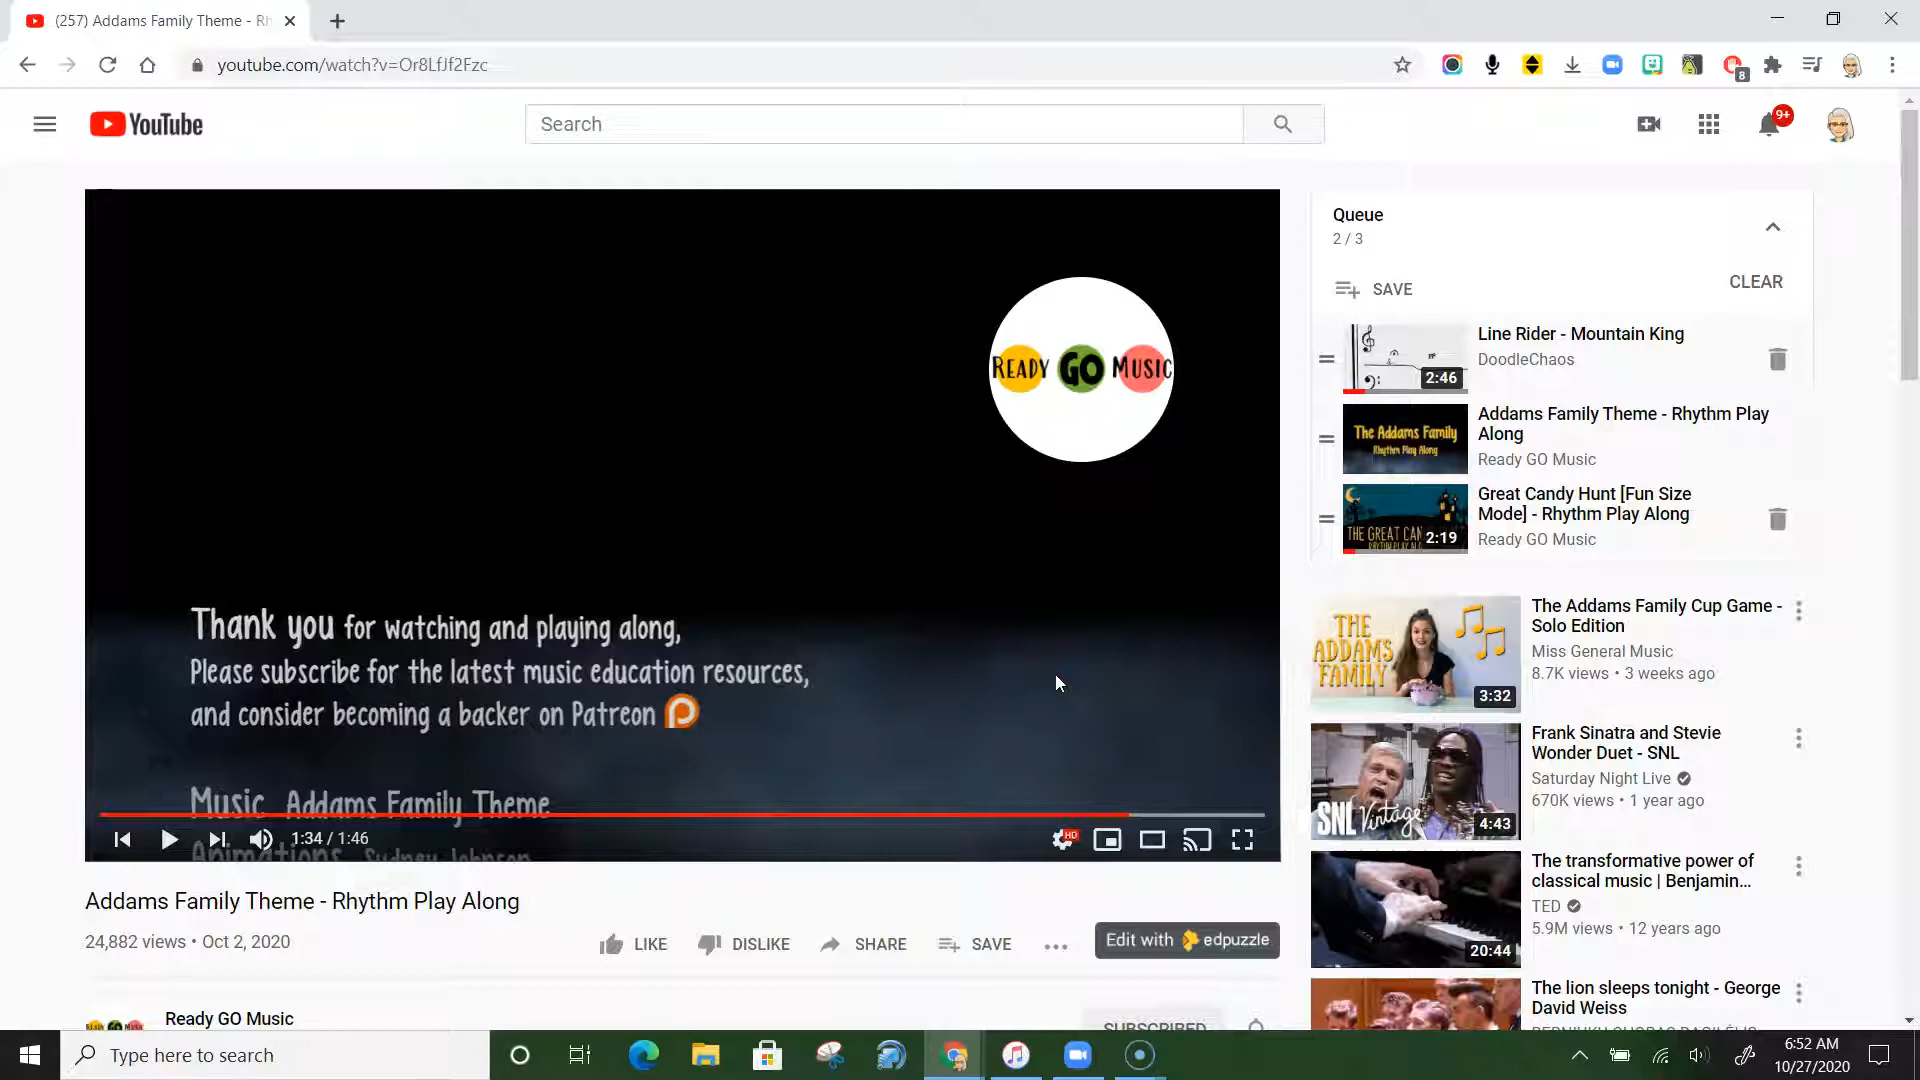 (257) Addams Family Theme - Rh
youtube.com/watch?v=Or8LfJf2Fzc
8
YouTube
Search
9+
READY GO MUSIC
Thank you for watching and playing along,
Please subscribe for the latest music education resources,
and consider becoming a backer on Patreon
Music Addams Family Theme
Animations Sydney Johnson
HD
1:34 / 1:46
Addams Family Theme - Rhythm Play Along
24,882 views • Oct 2, 2020
LIKE
DISLIKE
SHARE
SAVE
Edit with edpuzzle
READY GO MUSIC
Ready GO Music
SUBSCRIBED
Queue
2 / 3
SAVE
CLEAR
2:46
Line Rider - Mountain King
DoodleChaos
The Addams Family
Rhythm Play Along
Addams Family Theme - Rhythm Play
Along
Ready GO Music
THE GREAT CAN
2:19
Great Candy Hunt [Fun Size
Mode] - Rhythm Play Along
Ready GO Music
THE
ADDAMS
FAMILY
3:32
The Addams Family Cup Game -
Solo Edition
Miss General Music
8.7K views • 3 weeks ago
SNL Vintage
4:43
Frank Sinatra and Stevie
Wonder Duet - SNL
Saturday Night Live
670K views • 1 year ago
20:44
The transformative power of
classical music | Benjamin...
TED
5.9M views • 12 years ago
The lion sleeps tonight - George
David Weiss
Type here to search
6:52 AM
10/27/2020